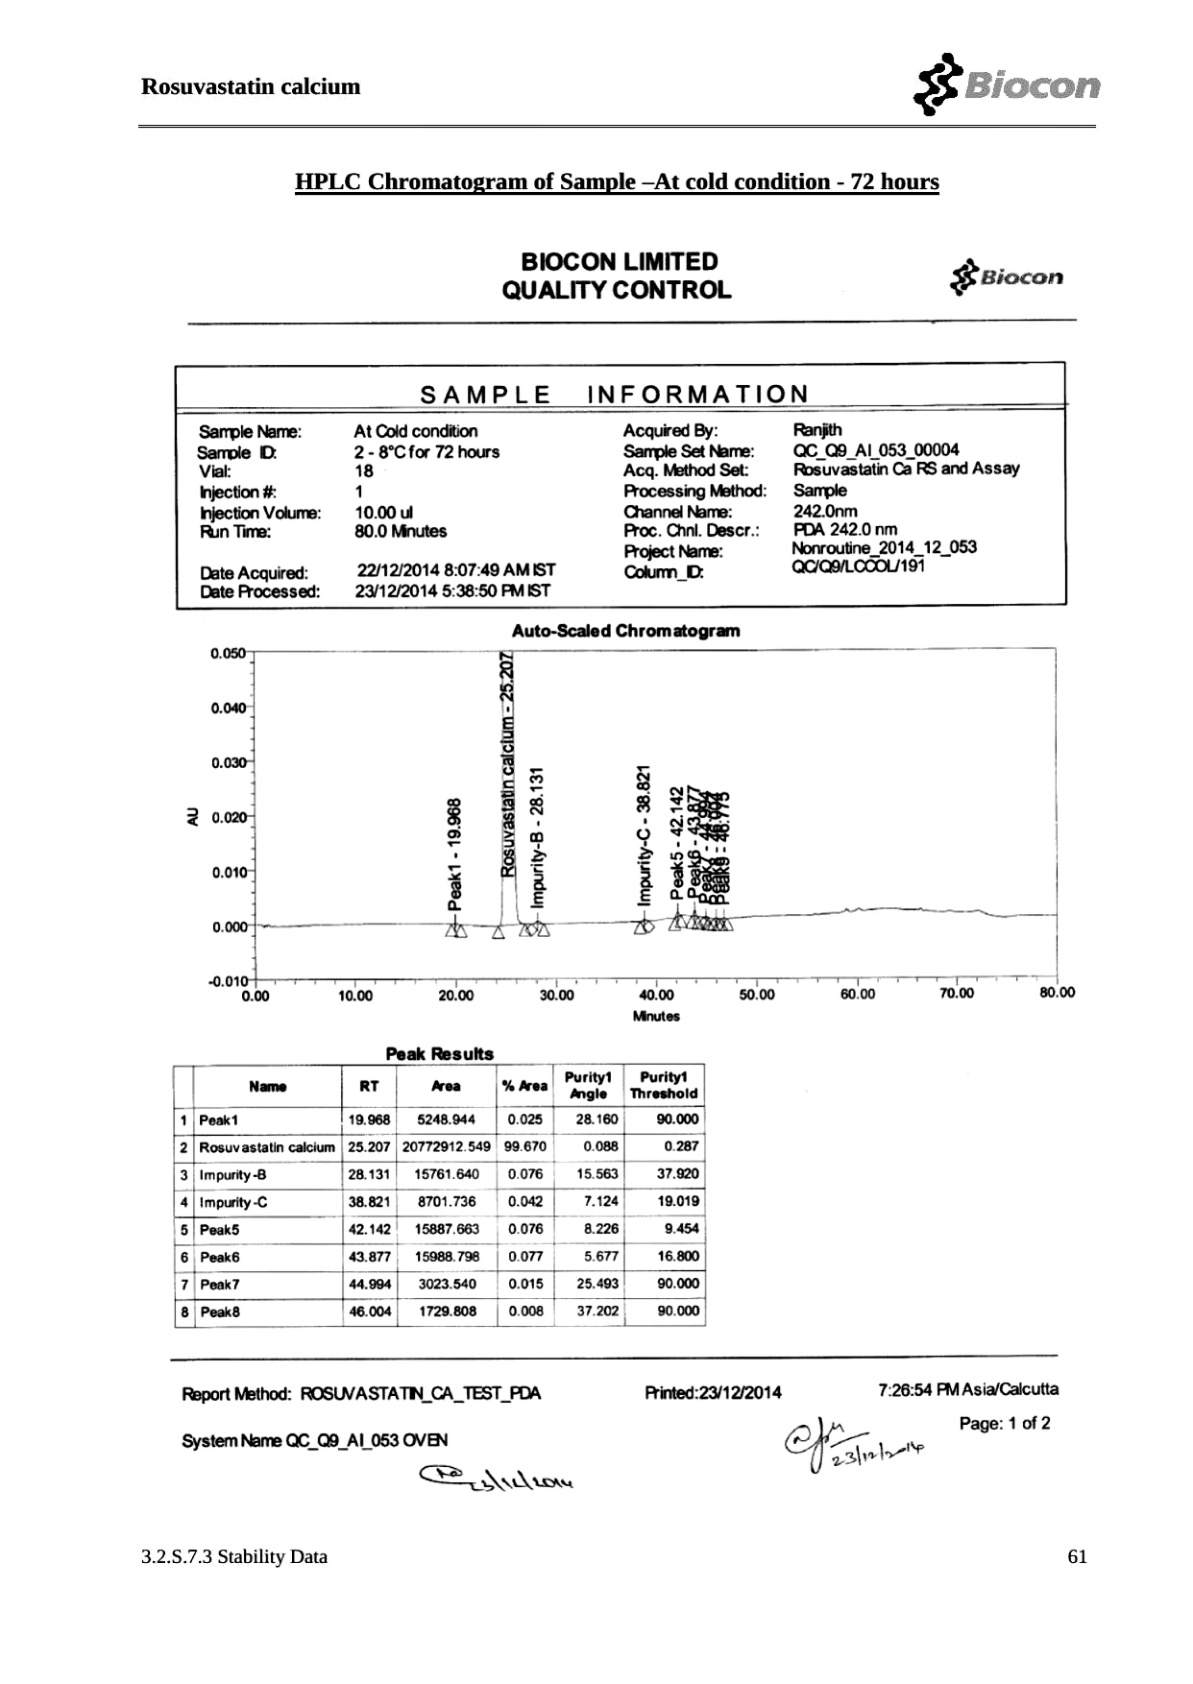 Rosuvastatin calcium
Biocon
HPLC Chromatogram of Sample –At cold condition - 72 hours
BIOCON LIMITED
QUALITY CONTROL
Biocon
SAMPLE INFORMATION
Sample Name: At Cold condition
Sample ID: 2 - 8°C for 72 hours
Vial: 18
Injection #: 1
Injection Volume: 10.00 ul
Run Time: 80.0 Minutes
Date Acquired: 22/12/2014 8:07:49 AM IST
Date Processed: 23/12/2014 5:38:50 PM IST
Acquired By: Ranjith
Sample Set Name: QC_Q9_AI_053_00004
Acq. Method Set: Rosuvastatin Ca RS and Assay
Processing Method: Sample
Channel Name: 242.0nm
Proc. Chnl. Descr.: PDA 242.0 nm
Project Name: Nonroutine_2014_12_053
Column_ID: QC/Q9/LCCOL/191
Auto-Scaled Chromatogram
0.050
0.040
0.030
0.020
0.010
0.000
-0.010
AU
Peak1 - 19.968
Rosuvastatin calcium - 25.207
Impurity-B - 28.131
Impurity-C - 38.821
Peak5 - 42.142
Peak6 - 43.877
Peak7 - 44.994
Peak8 - 46.004
Peak9 - 46.775
0.00 10.00 20.00 30.00 40.00 50.00 60.00 70.00 80.00
Minutes
Peak Results
Name RT Area % Area Purity1 Angle Purity1 Threshold
1 Peak1 19.968 5248.944 0.025 28.160 90.000
2 Rosuvastatin calcium 25.207 20772912.549 99.670 0.088 0.287
3 Impurity-B 28.131 15761.640 0.076 15.563 37.920
4 Impurity-C 38.821 8701.736 0.042 7.124 19.019
5 Peak5 42.142 15887.663 0.076 8.226 9.454
6 Peak6 43.877 15988.798 0.077 5.677 16.800
7 Peak7 44.994 3023.540 0.015 25.493 90.000
8 Peak8 46.004 1729.808 0.008 37.202 90.000
Report Method: ROSUVASTATIN_CA_TEST_PDA Printed:23/12/2014 7:26:54 PM Asia/Calcutta
Page: 1 of 2
System Name QC_Q9_AI_053 OVEN
23/12/2014
23/12/2014
3.2.S.7.3 Stability Data 61